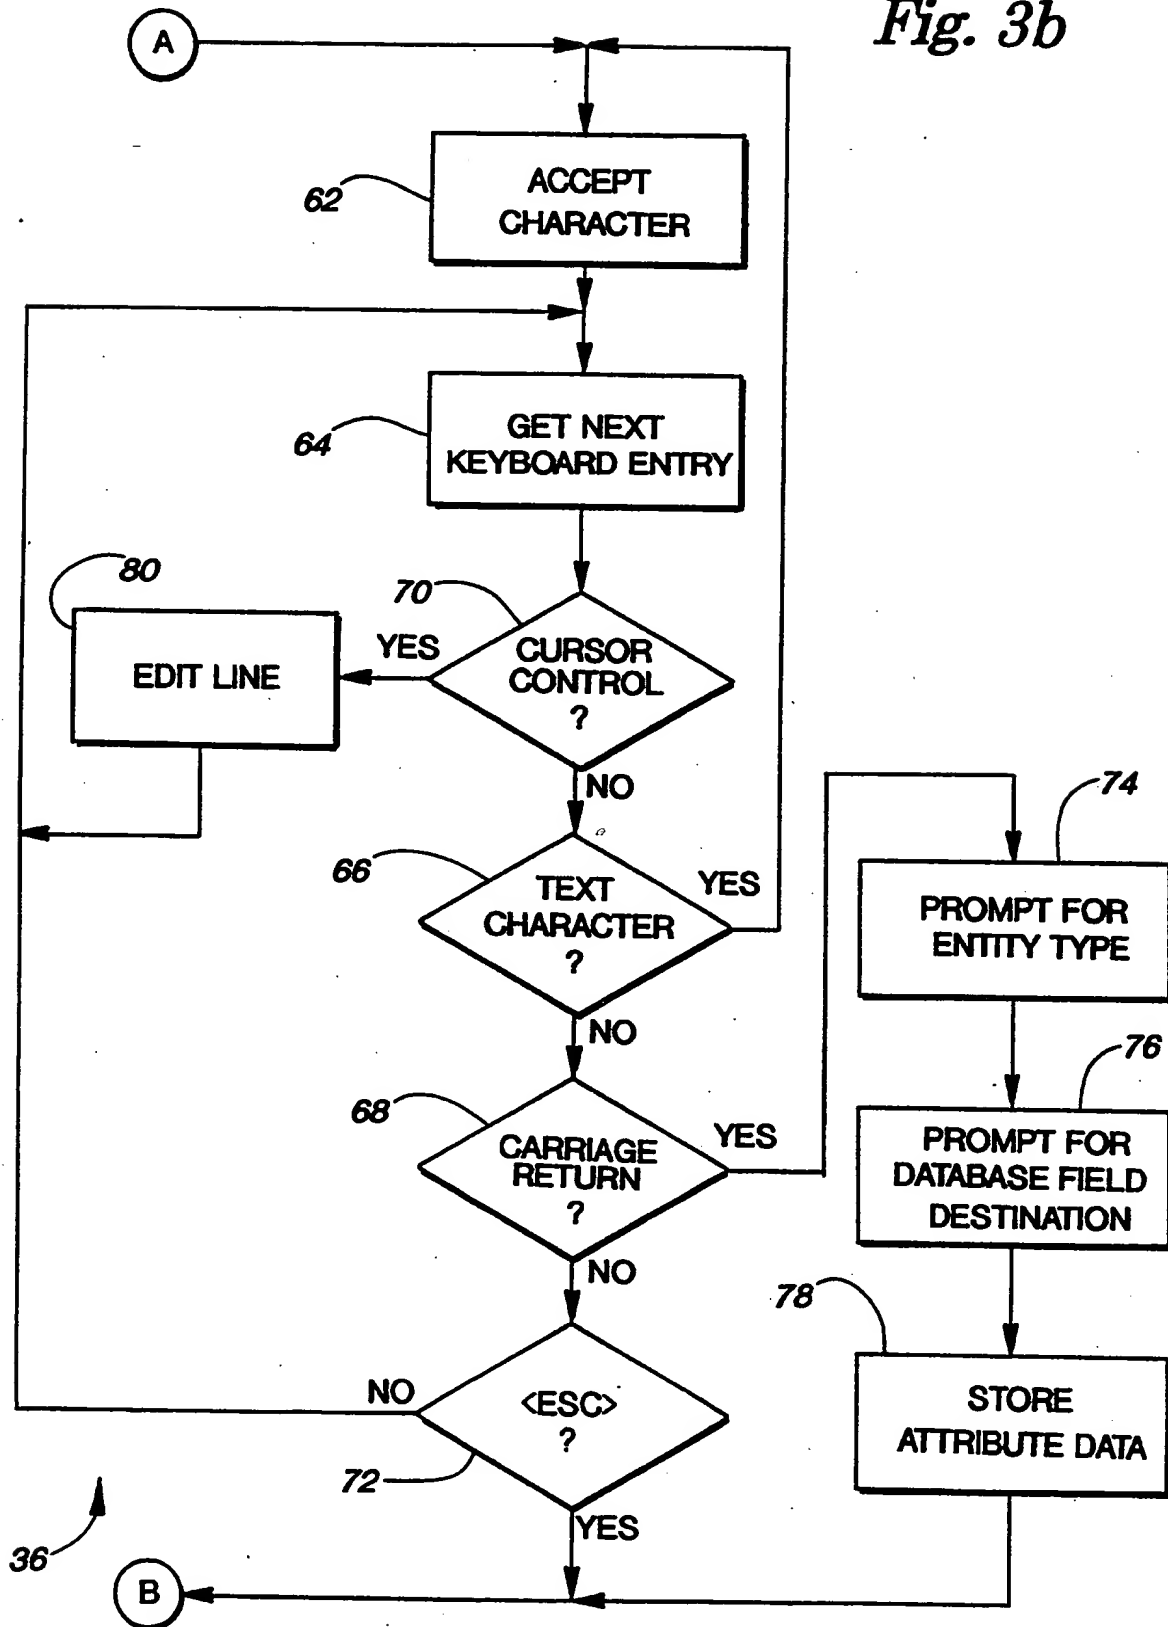 Fig. 3b
A
ACCEPT
CHARACTER
62
GET NEXT
KEYBOARD ENTRY
64
80
70
EDIT LINE
YES
CURSOR
CONTROL
?
NO
74
66
TEXT
CHARACTER
?
YES
PROMPT FOR
ENTITY TYPE
NO
76
68
CARRIAGE
RETURN
?
YES
PROMPT FOR
DATABASE FIELD
DESTINATION
NO
78
NO
<ESC>
?
STORE
ATTRIBUTE DATA
72
YES
36
B